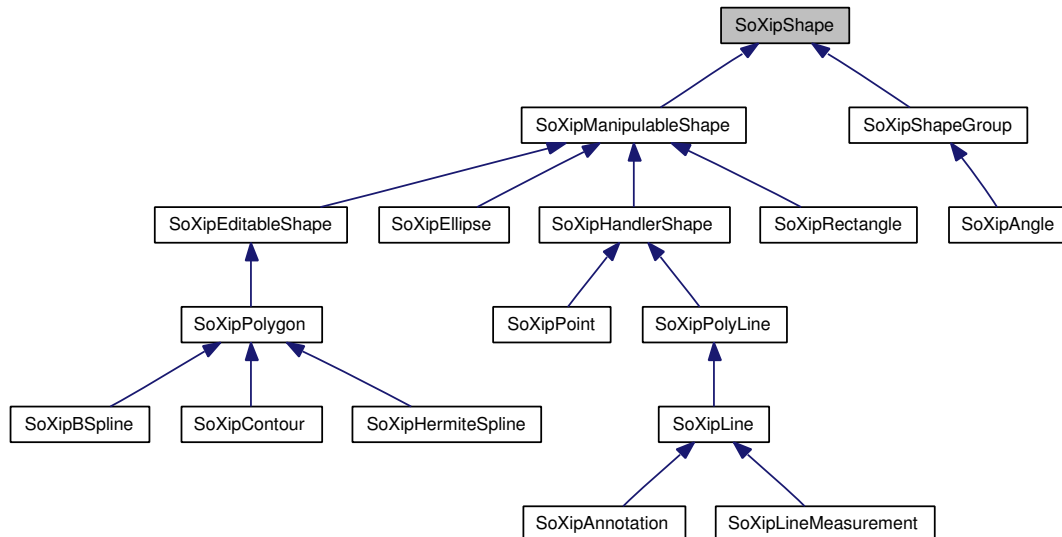 SoXipShape
SoXipManipulableShape
SoXipShapeGroup
SoXipEditableShape
SoXipEllipse
SoXipHandlerShape
SoXipRectangle
SoXipAngle
SoXipPolygon
SoXipPoint
SoXipPolyLine
SoXipBSpline
SoXipContour
SoXipHermiteSpline
SoXipLine
SoXipAnnotation
SoXipLineMeasurement